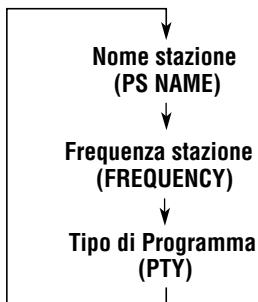 Nome stazione
(PS NAME)
Frequenza stazione
(FREQUENCY)
Tipo di Programma
(PTY)